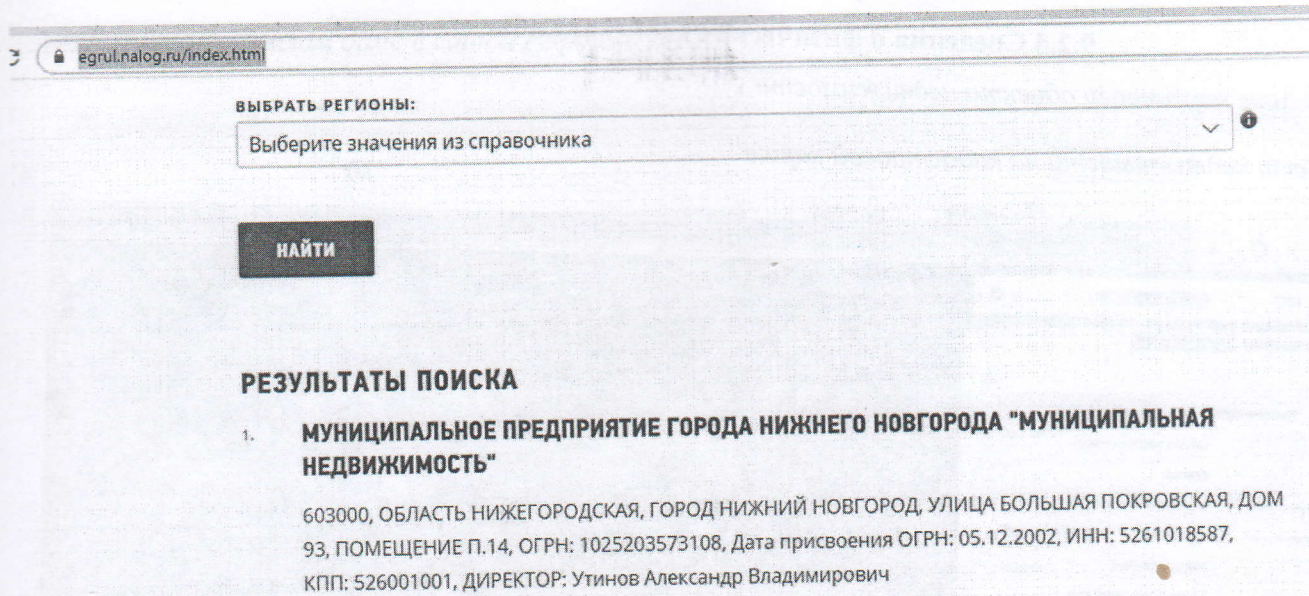 egrul.nalog.ru/index.html
ВЫБРАТЬ РЕГИОНЫ:
Выберите значения из справочника
НАЙТИ
РЕЗУЛЬТАТЫ ПОИСКА
1. МУНИЦИПАЛЬНОЕ ПРЕДПРИЯТИЕ ГОРОДА НИЖНЕГО НОВГОРОДА "МУНИЦИПАЛЬНАЯ
НЕДВИЖИМОСТЬ"
603000, ОБЛАСТЬ НИЖЕГОРОДСКАЯ, ГОРОД НИЖНИЙ НОВГОРОД, УЛИЦА БОЛЬШАЯ ПОКРОВСКАЯ, ДОМ
93, ПОМЕЩЕНИЕ П.14, ОГРН: 1025203573108, Дата присвоения ОГРН: 05.12.2002, ИНН: 5261018587,
КПП: 526001001, ДИРЕКТОР: Утинов Александр Владимирович